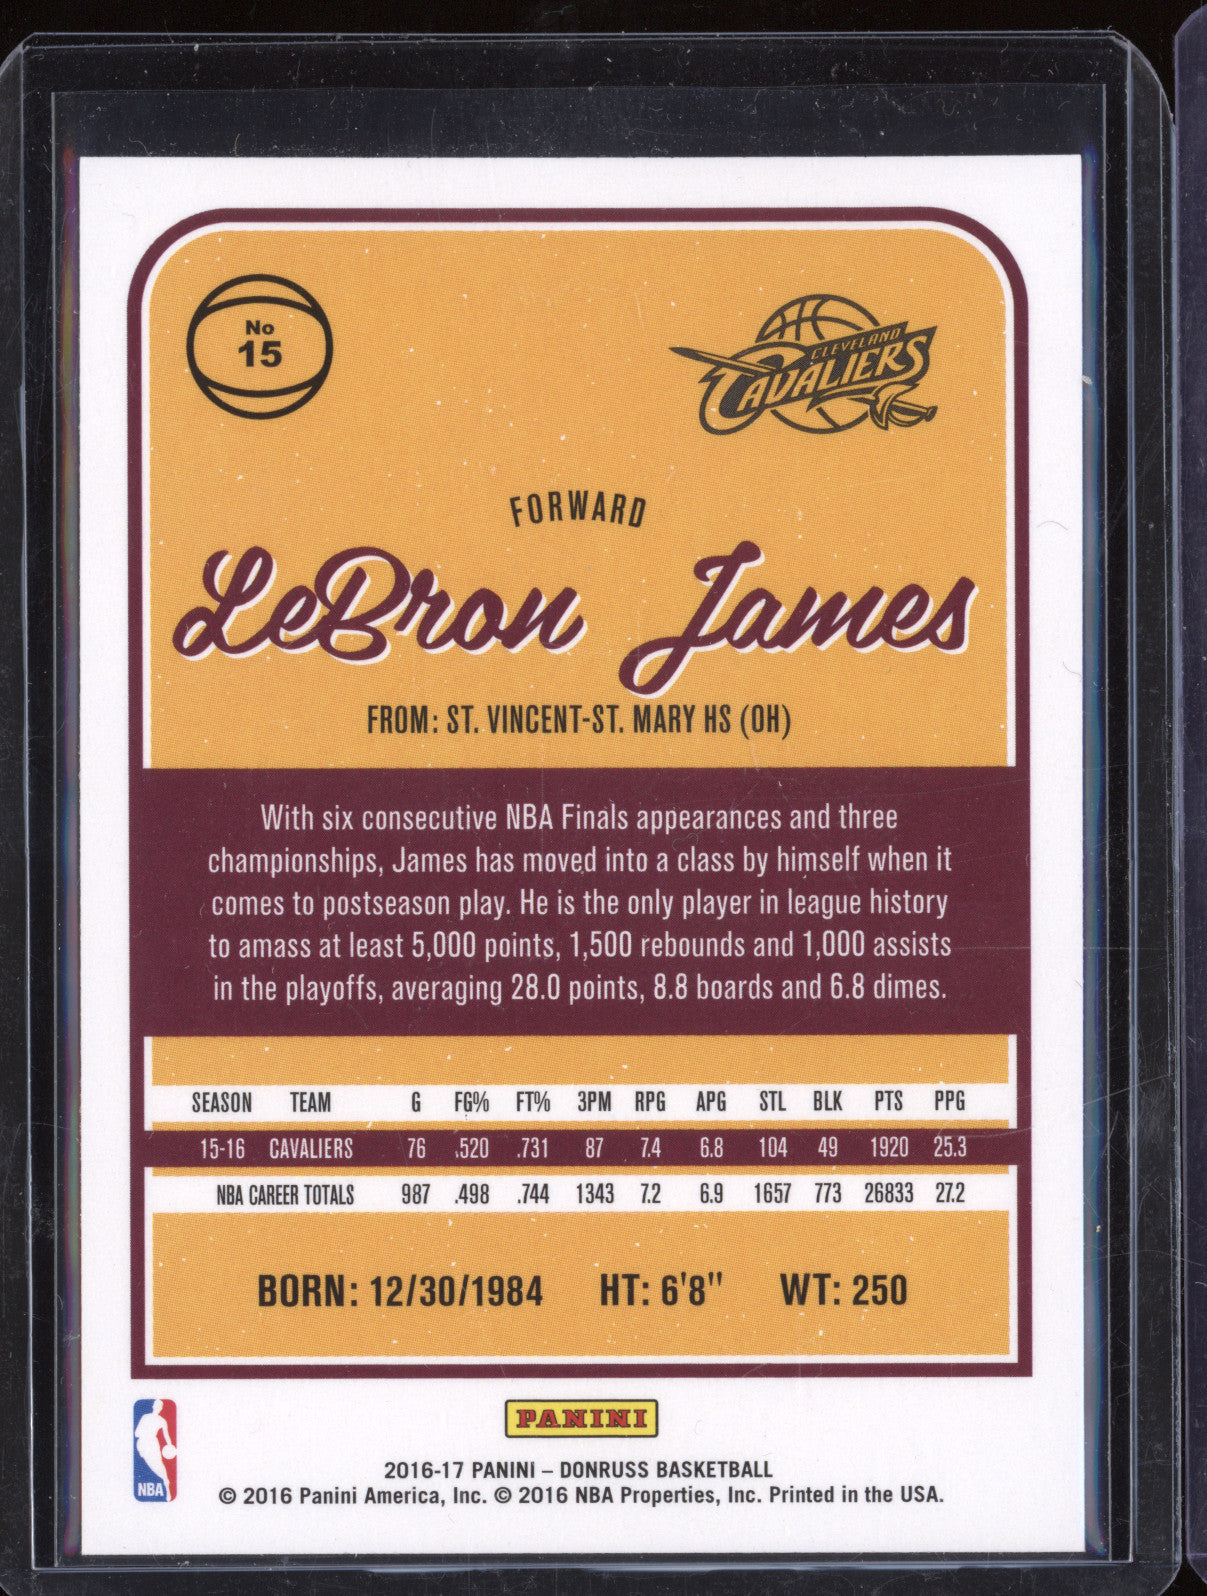 No
15
CLEVELAND
CAVALIERS
FORWARD
LeBron James
FROM: ST. VINCENT-ST. MARY HS (OH)
With six consecutive NBA Finals appearances and three
championships, James has moved into a class by himself when it
comes to postseason play. He is the only player in league history
to amass at least 5,000 points, 1,500 rebounds and 1,000 assists
in the playoffs, averaging 28.0 points, 8.8 boards and 6.8 dimes.
SEASON TEAM G FG% FT% 3PM RPG APG STL BLK PTS PPG
15-16 CAVALIERS 76 .520 .731 87 7.4 6.8 104 49 1920 25.3
NBA CAREER TOTALS 987 .498 .744 1343 7.2 6.9 1657 773 26833 27.2
BORN: 12/30/1984 HT: 6'8" WT: 250
PANINI
NBA
2016-17 PANINI – DONRUSS BASKETBALL
© 2016 Panini America, Inc. © 2016 NBA Properties, Inc. Printed in the USA.